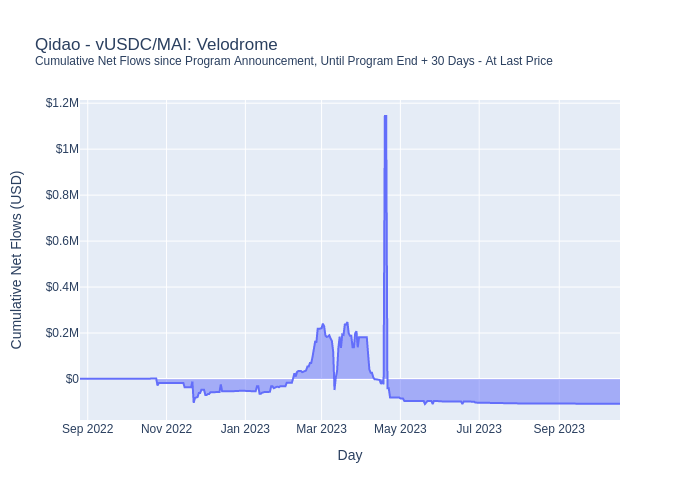 Qidao - vUSDC/MAI: Velodrome
Cumulative Net Flows since Program Announcement, Until Program End + 30 Days - At Last Price
Cumulative Net Flows (USD)
$1.2M
$1M
$0.8M
$0.6M
$0.4M
$0.2M
$0
Sep 2022 Nov 2022 Jan 2023 Mar 2023 May 2023 Jul 2023 Sep 2023
Day